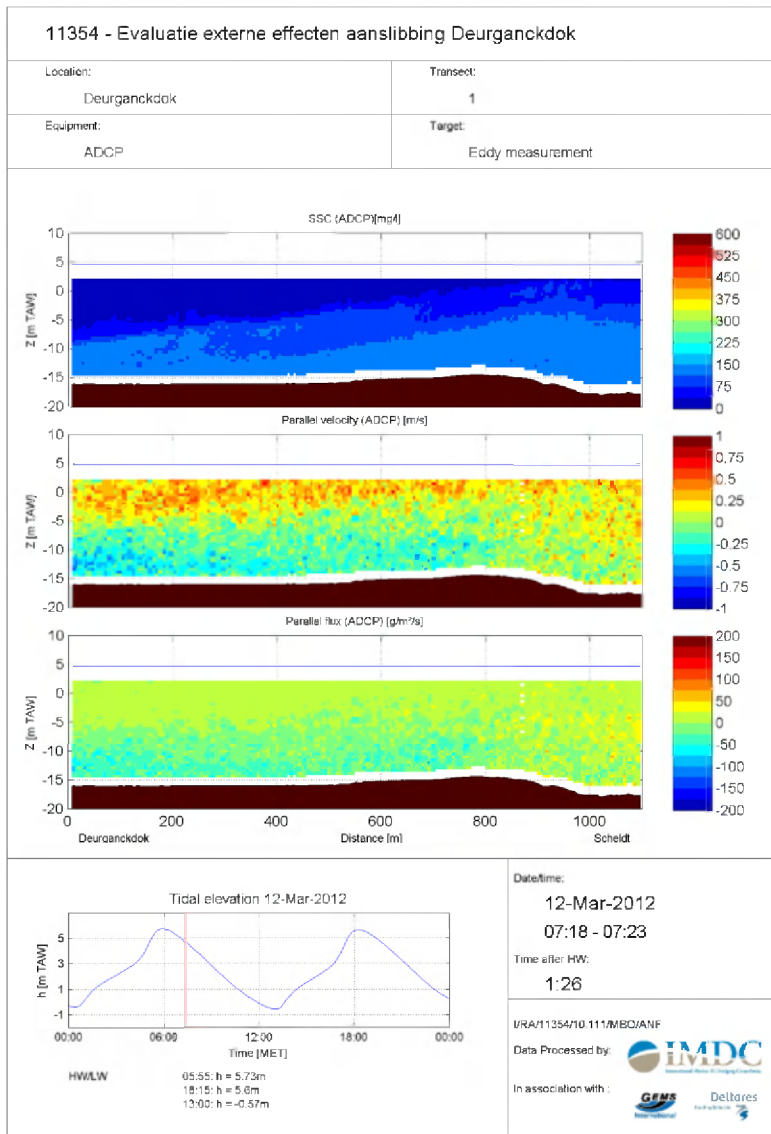 11354 - Evaluatie externe effecten aanslibbing Deurganckdok
Location:
Deurganckdok
Transect:
1
Equipment:
ADCP
Target:
Eddy measurement
SSC (ADCP)[mg/l]
Z [m TAW]
10
5
0
-5
-10
-15
-20
600
525
450
375
300
225
150
75
0
Parallel velocity (ADCP) [m/s]
Z [m TAW]
10
5
0
-5
-10
-15
-20
1
0.75
0.5
0.25
0
-0.25
-0.5
-0.75
-1
Parallel flux (ADCP) [g/m²/s]
Z [m TAW]
10
5
0
-5
-10
-15
-20
200
150
100
50
0
-50
-100
-150
-200
0 200 400 600 800 1000
Deurganckdok Distance [m] Scheldt
Tidal elevation 12-Mar-2012
h [m TAW]
5
3
1
-1
00:00 06:00 12:00 18:00 00:00
Time [MET]
HW/LW
05:55: h = 5.73m
18:15: h = 5.6m
13:00: h = -0.57m
Date/time:
12-Mar-2012
07:18 - 07:23
Time after HW:
1:26
I/RA/11354/10.111/MBO/ANF
Data Processed by:
IMDC
In association with :
GEMS
International
Deltares